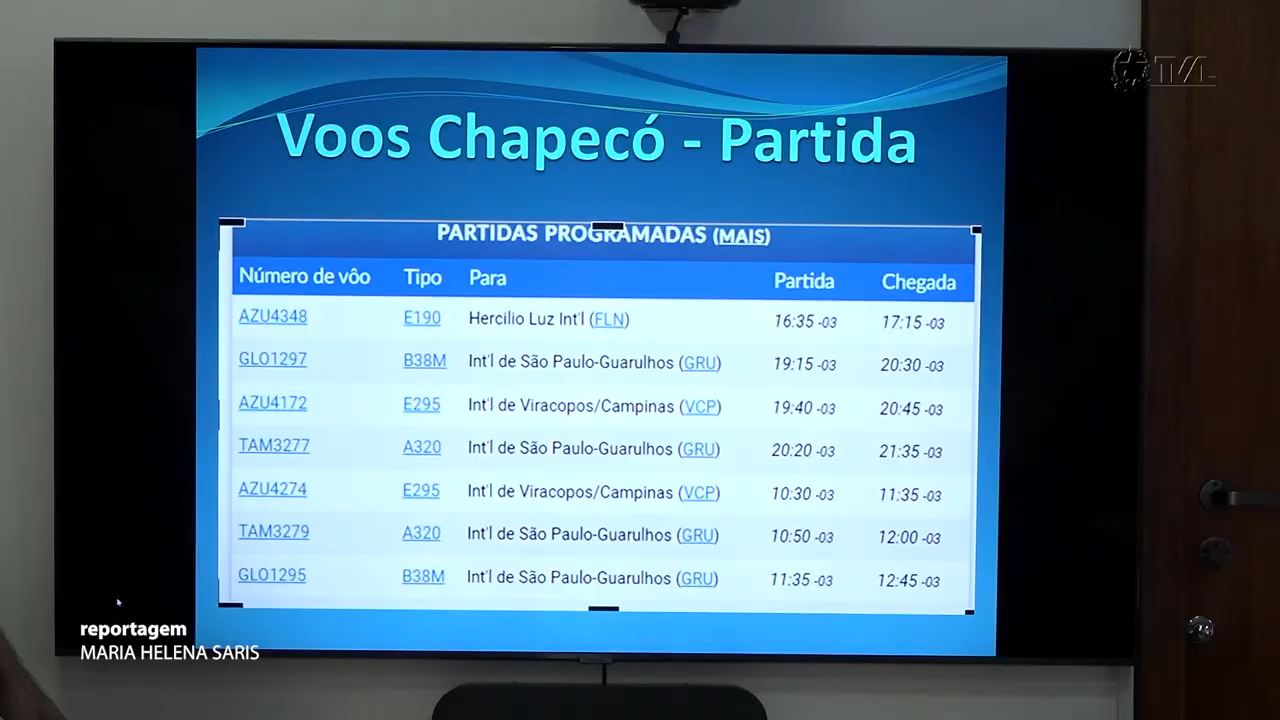 TVAL
Voos Chapecó - Partida
PARTIDAS PROGRAMADAS (MAIS)
Número de vôo Tipo Para Partida Chegada
AZU4348 E190 Hercilio Luz Int'l (FLN) 16:35 -03 17:15 -03
GLO1297 B38M Int'l de São Paulo-Guarulhos (GRU) 19:15 -03 20:30 -03
AZU4172 E295 Int'l de Viracopos/Campinas (VCP) 19:40 -03 20:45 -03
TAM3277 A320 Int'l de São Paulo-Guarulhos (GRU) 20:20 -03 21:35 -03
AZU4274 E295 Int'l de Viracopos/Campinas (VCP) 10:30 -03 11:35 -03
TAM3279 A320 Int'l de São Paulo-Guarulhos (GRU) 10:50 -03 12:00 -03
GLO1295 B38M Int'l de São Paulo-Guarulhos (GRU) 11:35 -03 12:45 -03
reportagem
MARIA HELENA SARIS